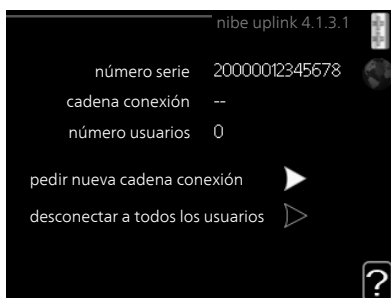 nibe uplink 4.1.3.1
número serie 20000012345678
cadena conexión --
número usuarios 0
pedir nueva cadena conexión
desconectar a todos los usuarios
?